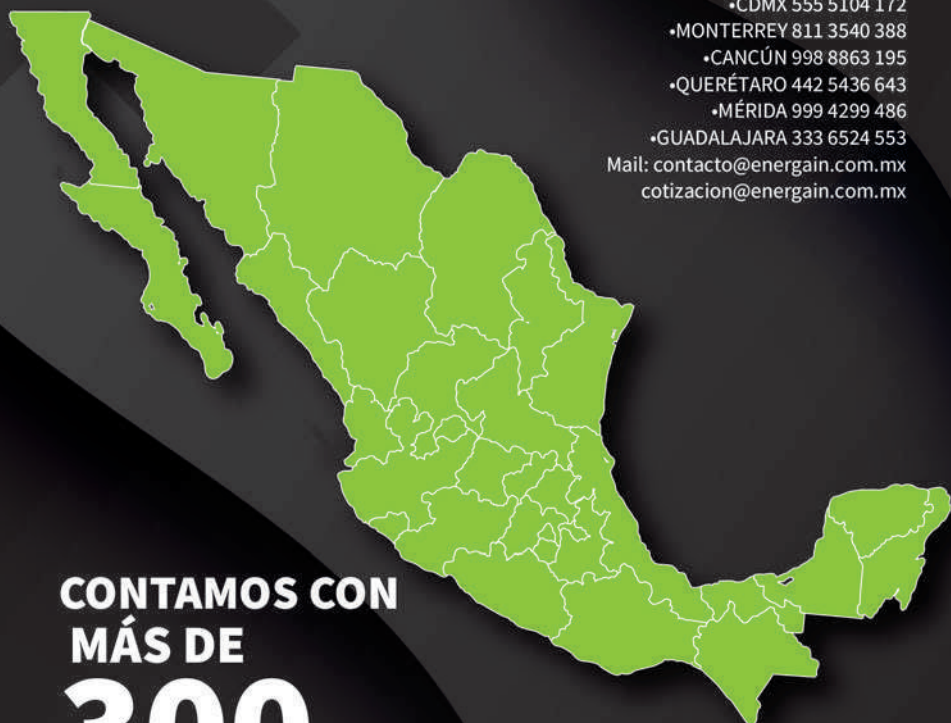 •CDMX 555 5104 172
•MONTERREY 811 3540 388
•CANCÚN 998 8863 195
•QUERÉTARO 442 5436 643
•MÉRIDA 999 4299 486
•GUADALAJARA 333 6524 553
Mail: contacto@energain.com.mx
cotizacion@energain.com.mx
CONTAMOS CON
MÁS DE
300